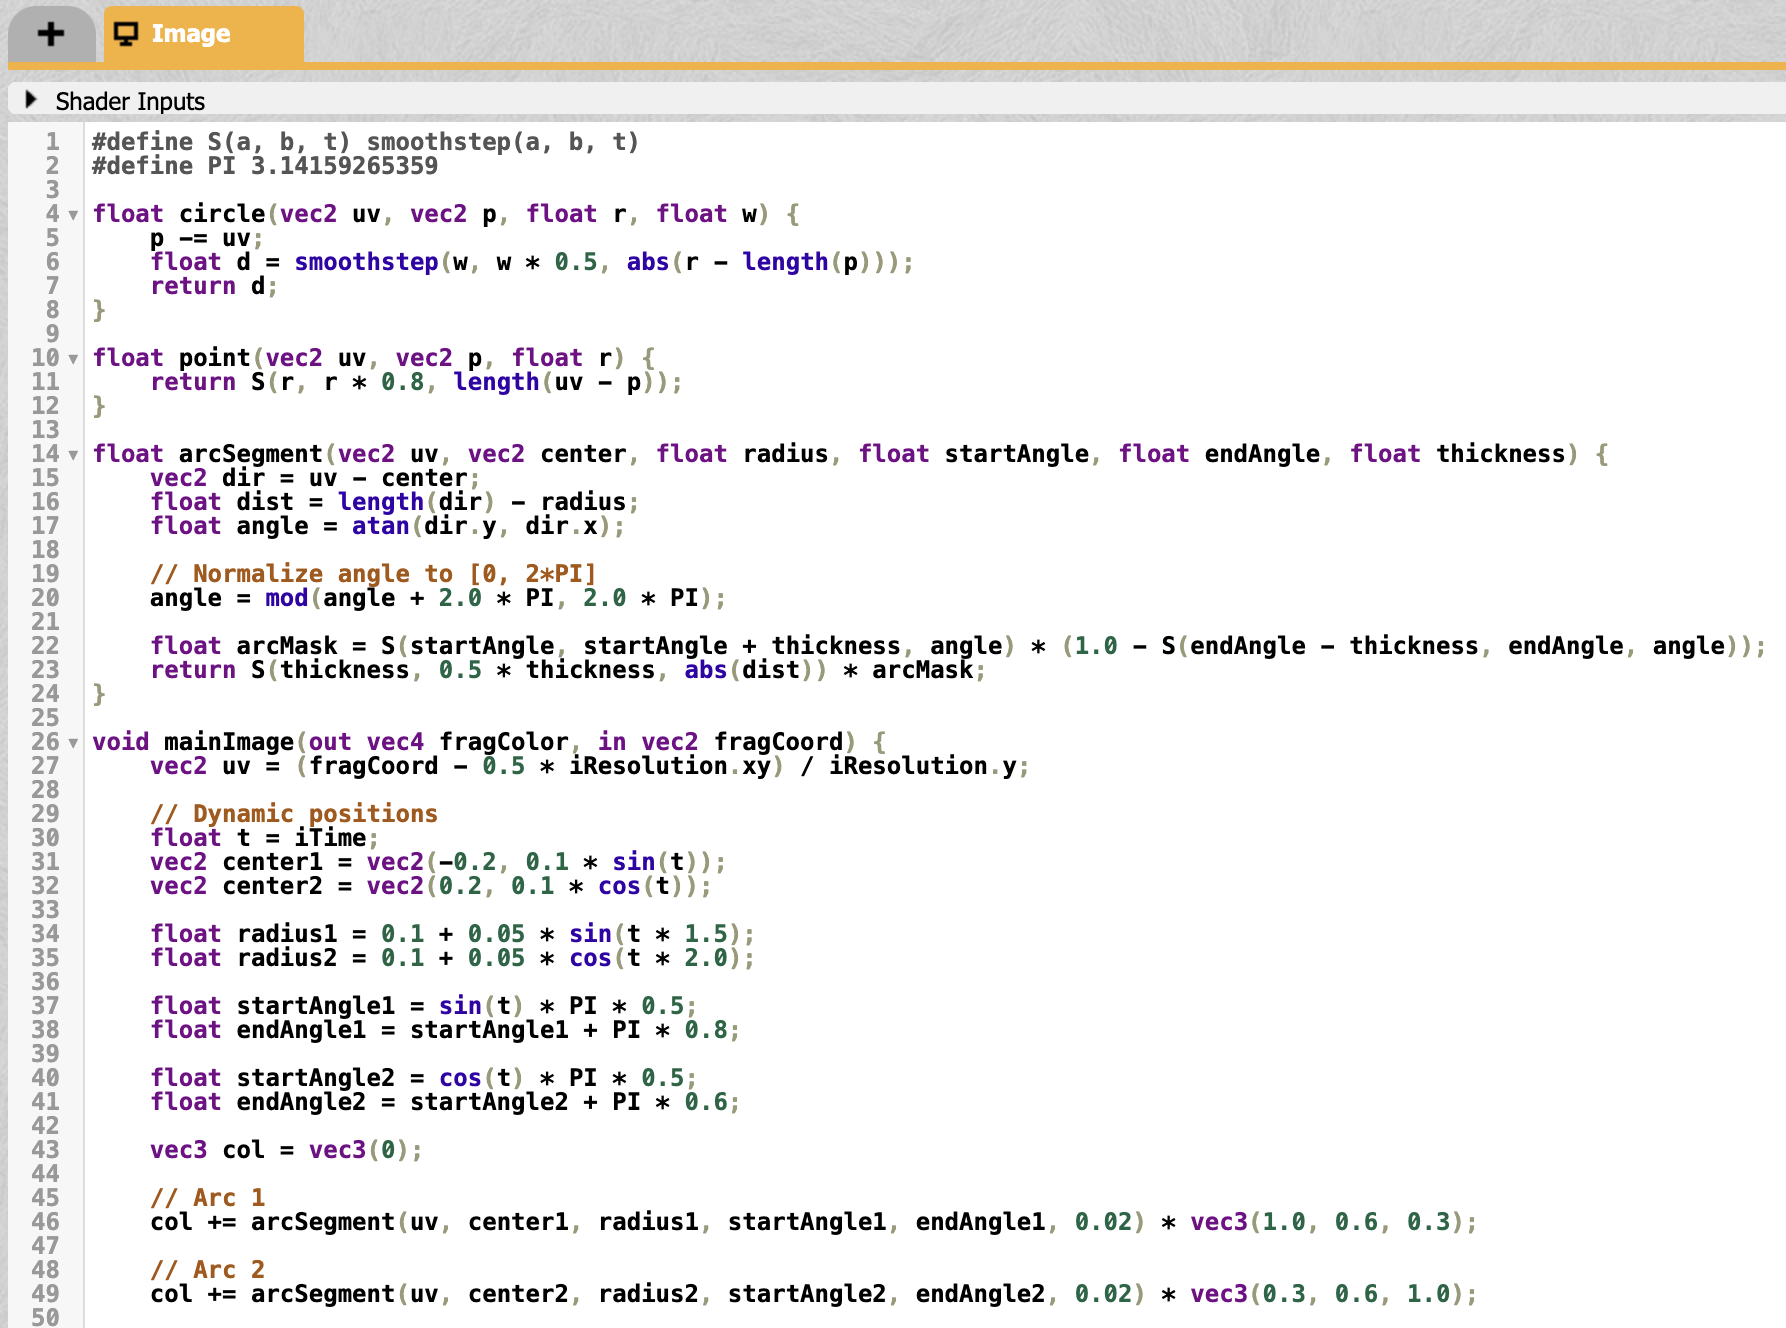 + Image
Shader Inputs
1 #define S(a, b, t) smoothstep(a, b, t)
2 #define PI 3.14159265359
3
4 float circle(vec2 uv, vec2 p, float r, float w) {
5     p -= uv;
6     float d = smoothstep(w, w * 0.5, abs(r - length(p)));
7     return d;
8 }
9
10 float point(vec2 uv, vec2 p, float r) {
11     return S(r, r * 0.8, length(uv - p));
12 }
13
14 float arcSegment(vec2 uv, vec2 center, float radius, float startAngle, float endAngle, float thickness) {
15     vec2 dir = uv - center;
16     float dist = length(dir) - radius;
17     float angle = atan(dir.y, dir.x);
18
19     // Normalize angle to [0, 2*PI]
20     angle = mod(angle + 2.0 * PI, 2.0 * PI);
21
22     float arcMask = S(startAngle, startAngle + thickness, angle) * (1.0 - S(endAngle - thickness, endAngle, angle));
23     return S(thickness, 0.5 * thickness, abs(dist)) * arcMask;
24 }
25
26 void mainImage(out vec4 fragColor, in vec2 fragCoord) {
27     vec2 uv = (fragCoord - 0.5 * iResolution.xy) / iResolution.y;
28
29     // Dynamic positions
30     float t = iTime;
31     vec2 center1 = vec2(-0.2, 0.1 * sin(t));
32     vec2 center2 = vec2(0.2, 0.1 * cos(t));
33
34     float radius1 = 0.1 + 0.05 * sin(t * 1.5);
35     float radius2 = 0.1 + 0.05 * cos(t * 2.0);
36
37     float startAngle1 = sin(t) * PI * 0.5;
38     float endAngle1 = startAngle1 + PI * 0.8;
39
40     float startAngle2 = cos(t) * PI * 0.5;
41     float endAngle2 = startAngle2 + PI * 0.6;
42
43     vec3 col = vec3(0);
44
45     // Arc 1
46     col += arcSegment(uv, center1, radius1, startAngle1, endAngle1, 0.02) * vec3(1.0, 0.6, 0.3);
47
48     // Arc 2
49     col += arcSegment(uv, center2, radius2, startAngle2, endAngle2, 0.02) * vec3(0.3, 0.6, 1.0);
50